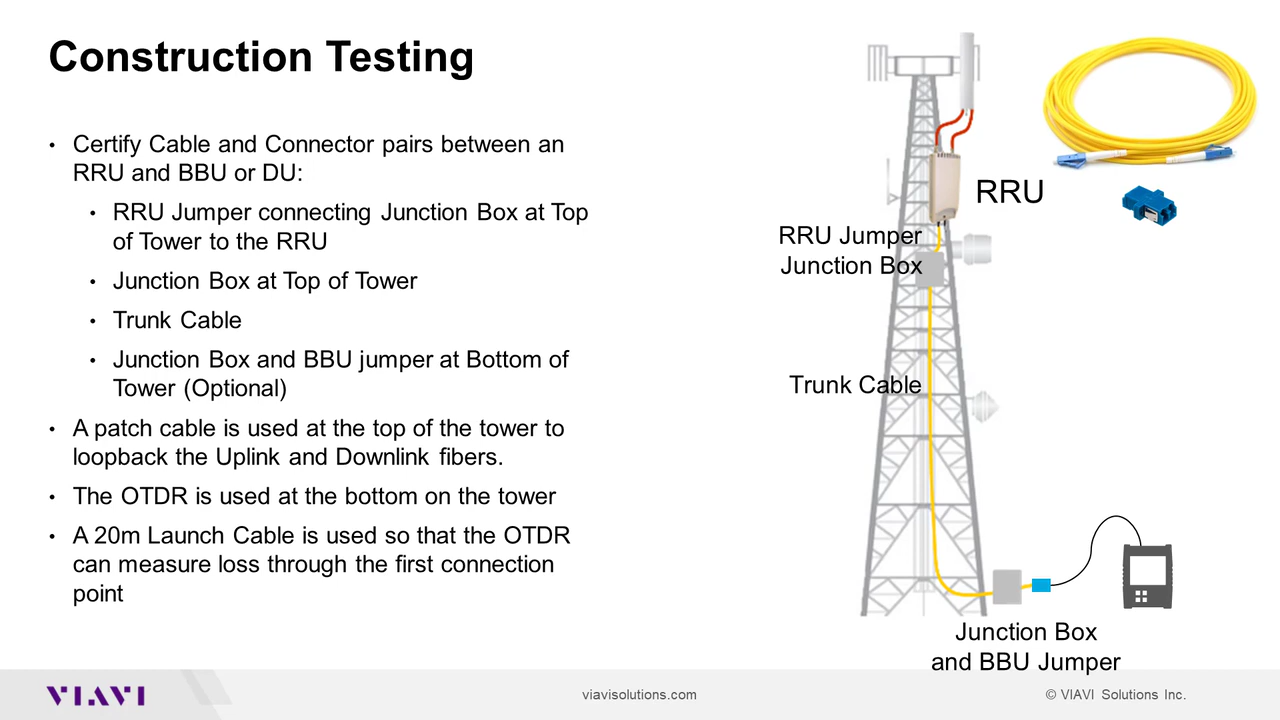 Construction Testing
• Certify Cable and Connector pairs between an
RRU and BBU or DU:
• RRU Jumper connecting Junction Box at Top
of Tower to the RRU
• Junction Box at Top of Tower
• Trunk Cable
• Junction Box and BBU jumper at Bottom of
Tower (Optional)
• A patch cable is used at the top of the tower to
loopback the Uplink and Downlink fibers.
• The OTDR is used at the bottom on the tower
• A 20m Launch Cable is used so that the OTDR
can measure loss through the first connection
point
RRU
RRU Jumper
Junction Box
Trunk Cable
Junction Box
and BBU Jumper
VIAVI
viavisolutions.com
© VIAVI Solutions Inc.